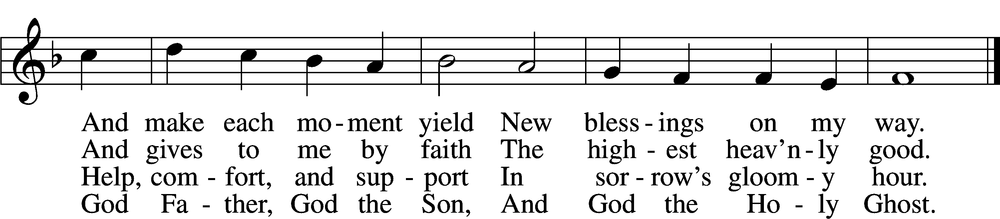 And make each mo - ment yield New bless - ings on my way.
And gives to me by faith The high - est heav’n - ly good.
Help, com - fort, and sup - port In sor - row’s gloom - y hour.
God Fa - ther, God the Son, And God the Ho - ly Ghost.